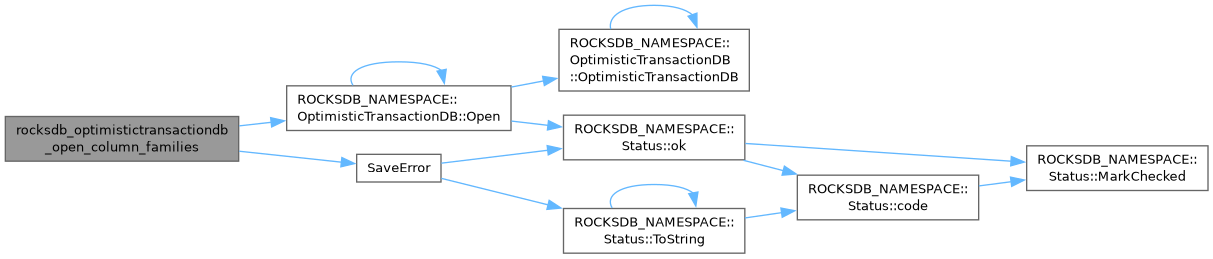 rocksdb_optimistictransactiondb
_open_column_families
ROCKSDB_NAMESPACE::
OptimisticTransactionDB::Open
SaveError
ROCKSDB_NAMESPACE::
OptimisticTransactionDB
::OptimisticTransactionDB
ROCKSDB_NAMESPACE::
Status::ok
ROCKSDB_NAMESPACE::
Status::ToString
ROCKSDB_NAMESPACE::
Status::code
ROCKSDB_NAMESPACE::
Status::MarkChecked